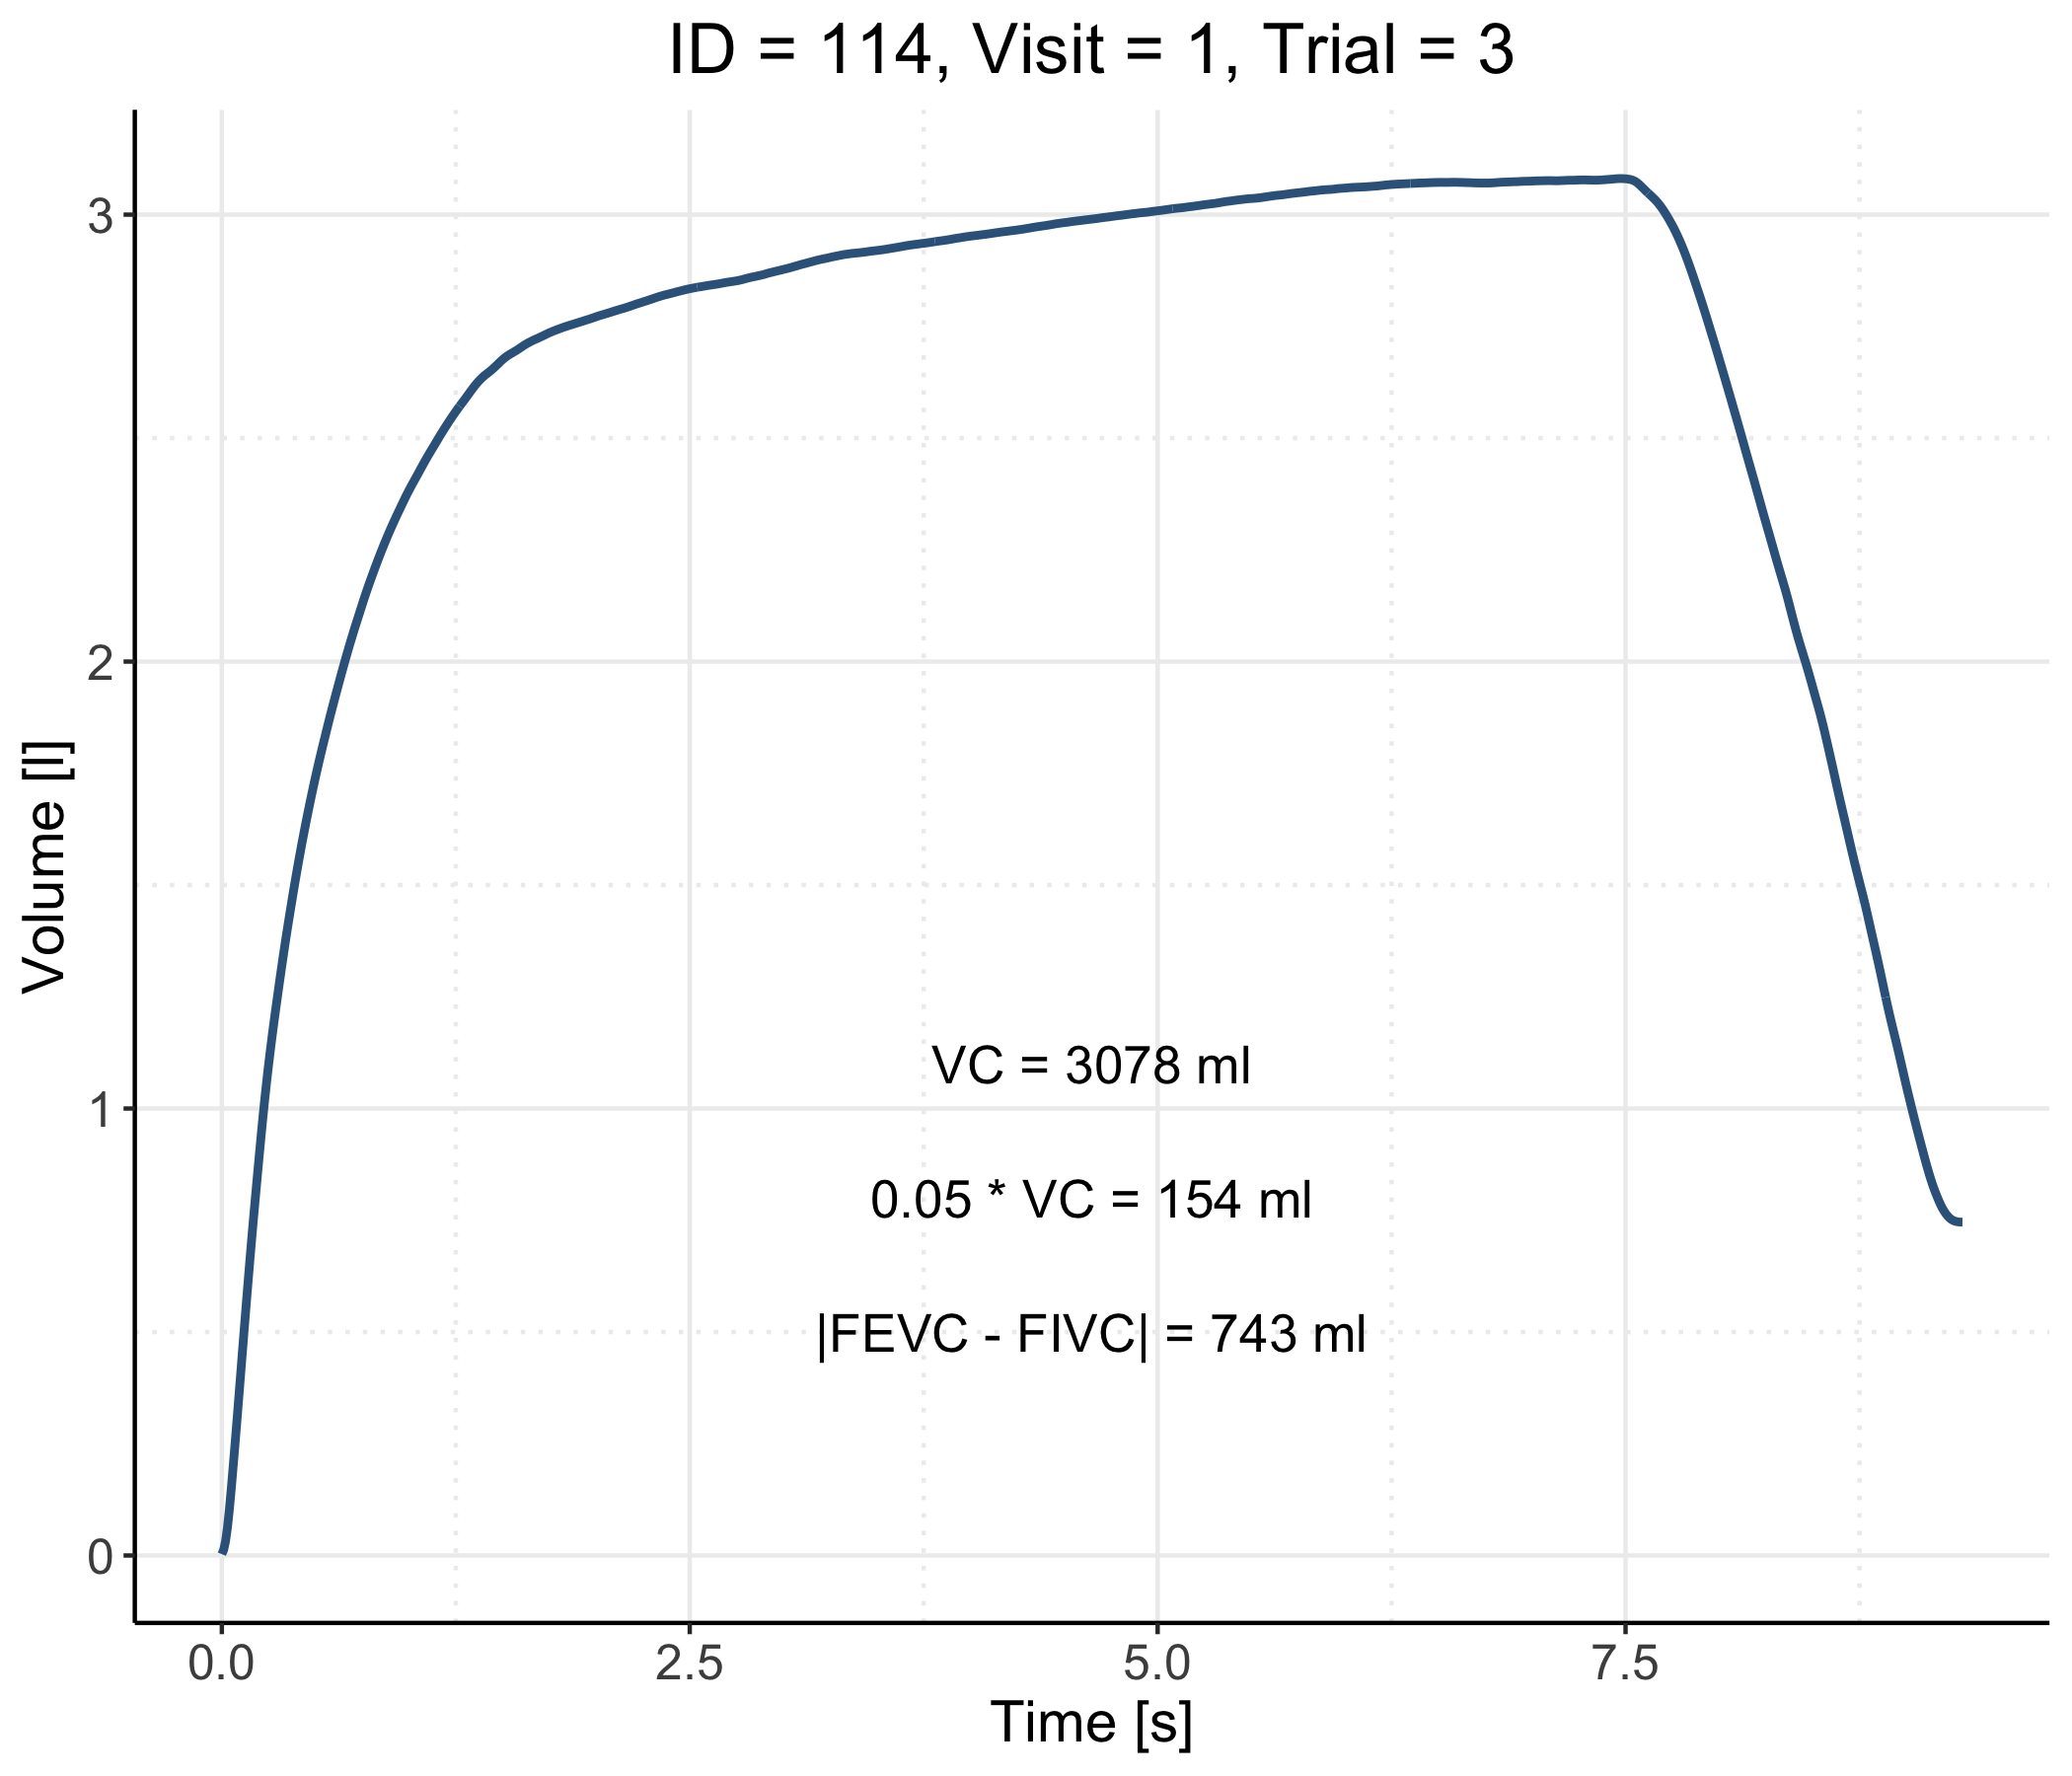 ID = 114, Visit = 1, Trial = 3
3
2
1
0
Volume [l]
VC = 3078 ml
0.05 * VC = 154 ml
|FEVC - FIVC| = 743 ml
0.0 2.5 5.0 7.5
Time [s]